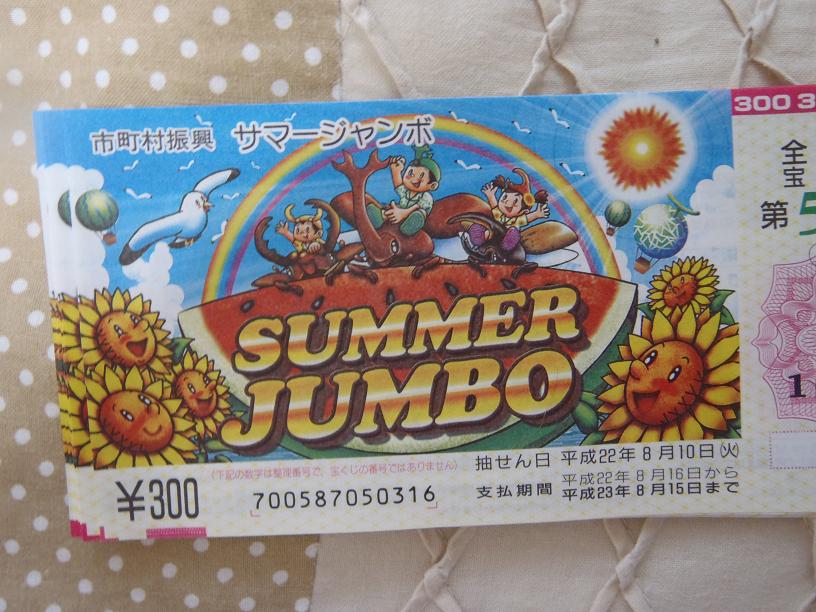 300 3
市町村振興 サマージャンボ
全
宝
第5
SUMMER
JUMBO
1
(下記の数字は整理番号で、宝くじの番号ではありません)
¥300
700587050316
抽せん日 平成22年8月10日(火)
支払期間 平成22年8月16日から
平成23年8月15日まで